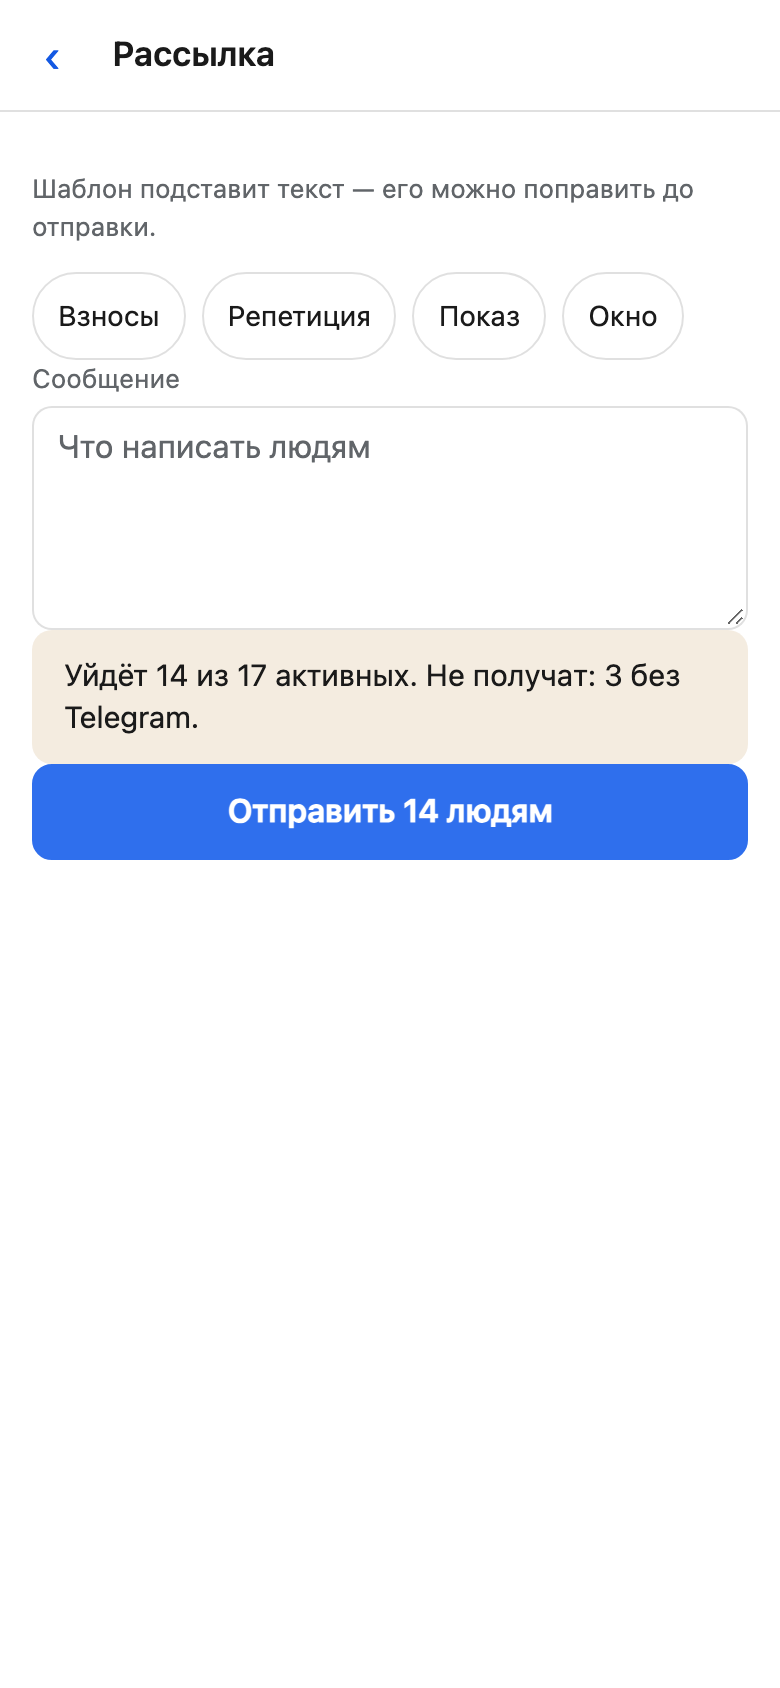 ‹ Рассылка
Шаблон подставит текст — его можно поправить до
отправки.
Взносы Репетиция Показ Окно
Сообщение
Что написать людям
Уйдёт 14 из 17 активных. Не получат: 3 без
Telegram.
Отправить 14 людям